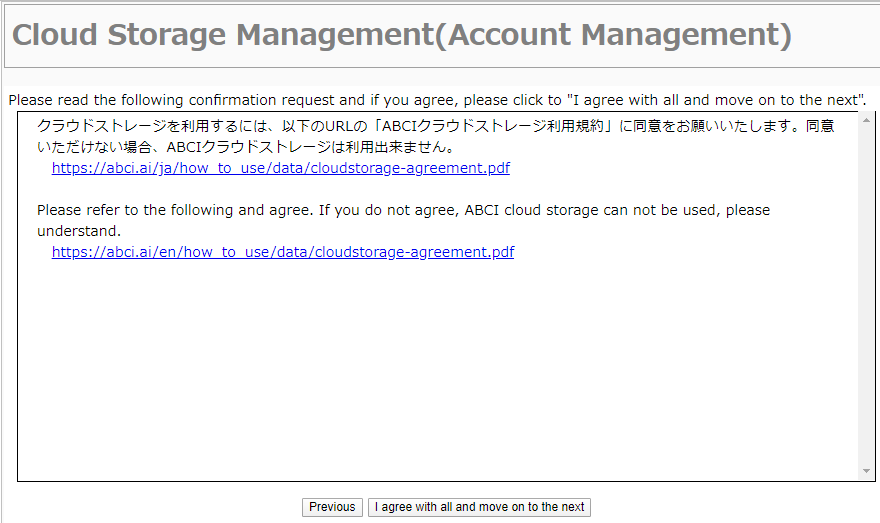 Cloud Storage Management(Account Management)
Please read the following confirmation request and if you agree, please click to "I agree with all and move on to the next".
クラウドストレージを利用するには、以下のURLの「ABCIクラウドストレージ利用規約」に同意をお願いいたします。同意
いただけない場合、ABCIクラウドストレージは利用出来ません。
https://abci.ai/ja/how_to_use/data/cloudstorage-agreement.pdf
Please refer to the following and agree. If you do not agree, ABCI cloud storage can not be used, please
understand.
https://abci.ai/en/how_to_use/data/cloudstorage-agreement.pdf
Previous I agree with all and move on to the next